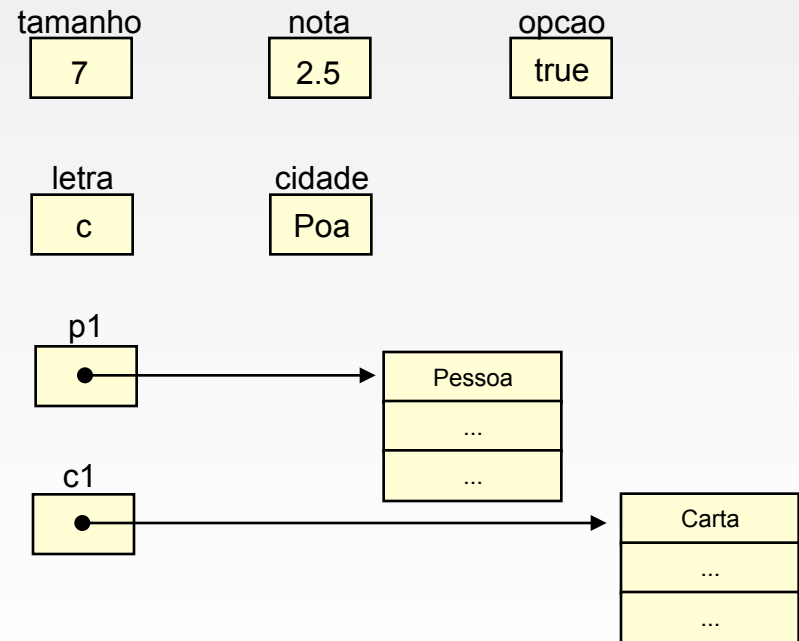 tamanho nota opcao
7 2.5 true
letra cidade
c Poa
p1
Pessoa
...
...
c1
Carta
...
...